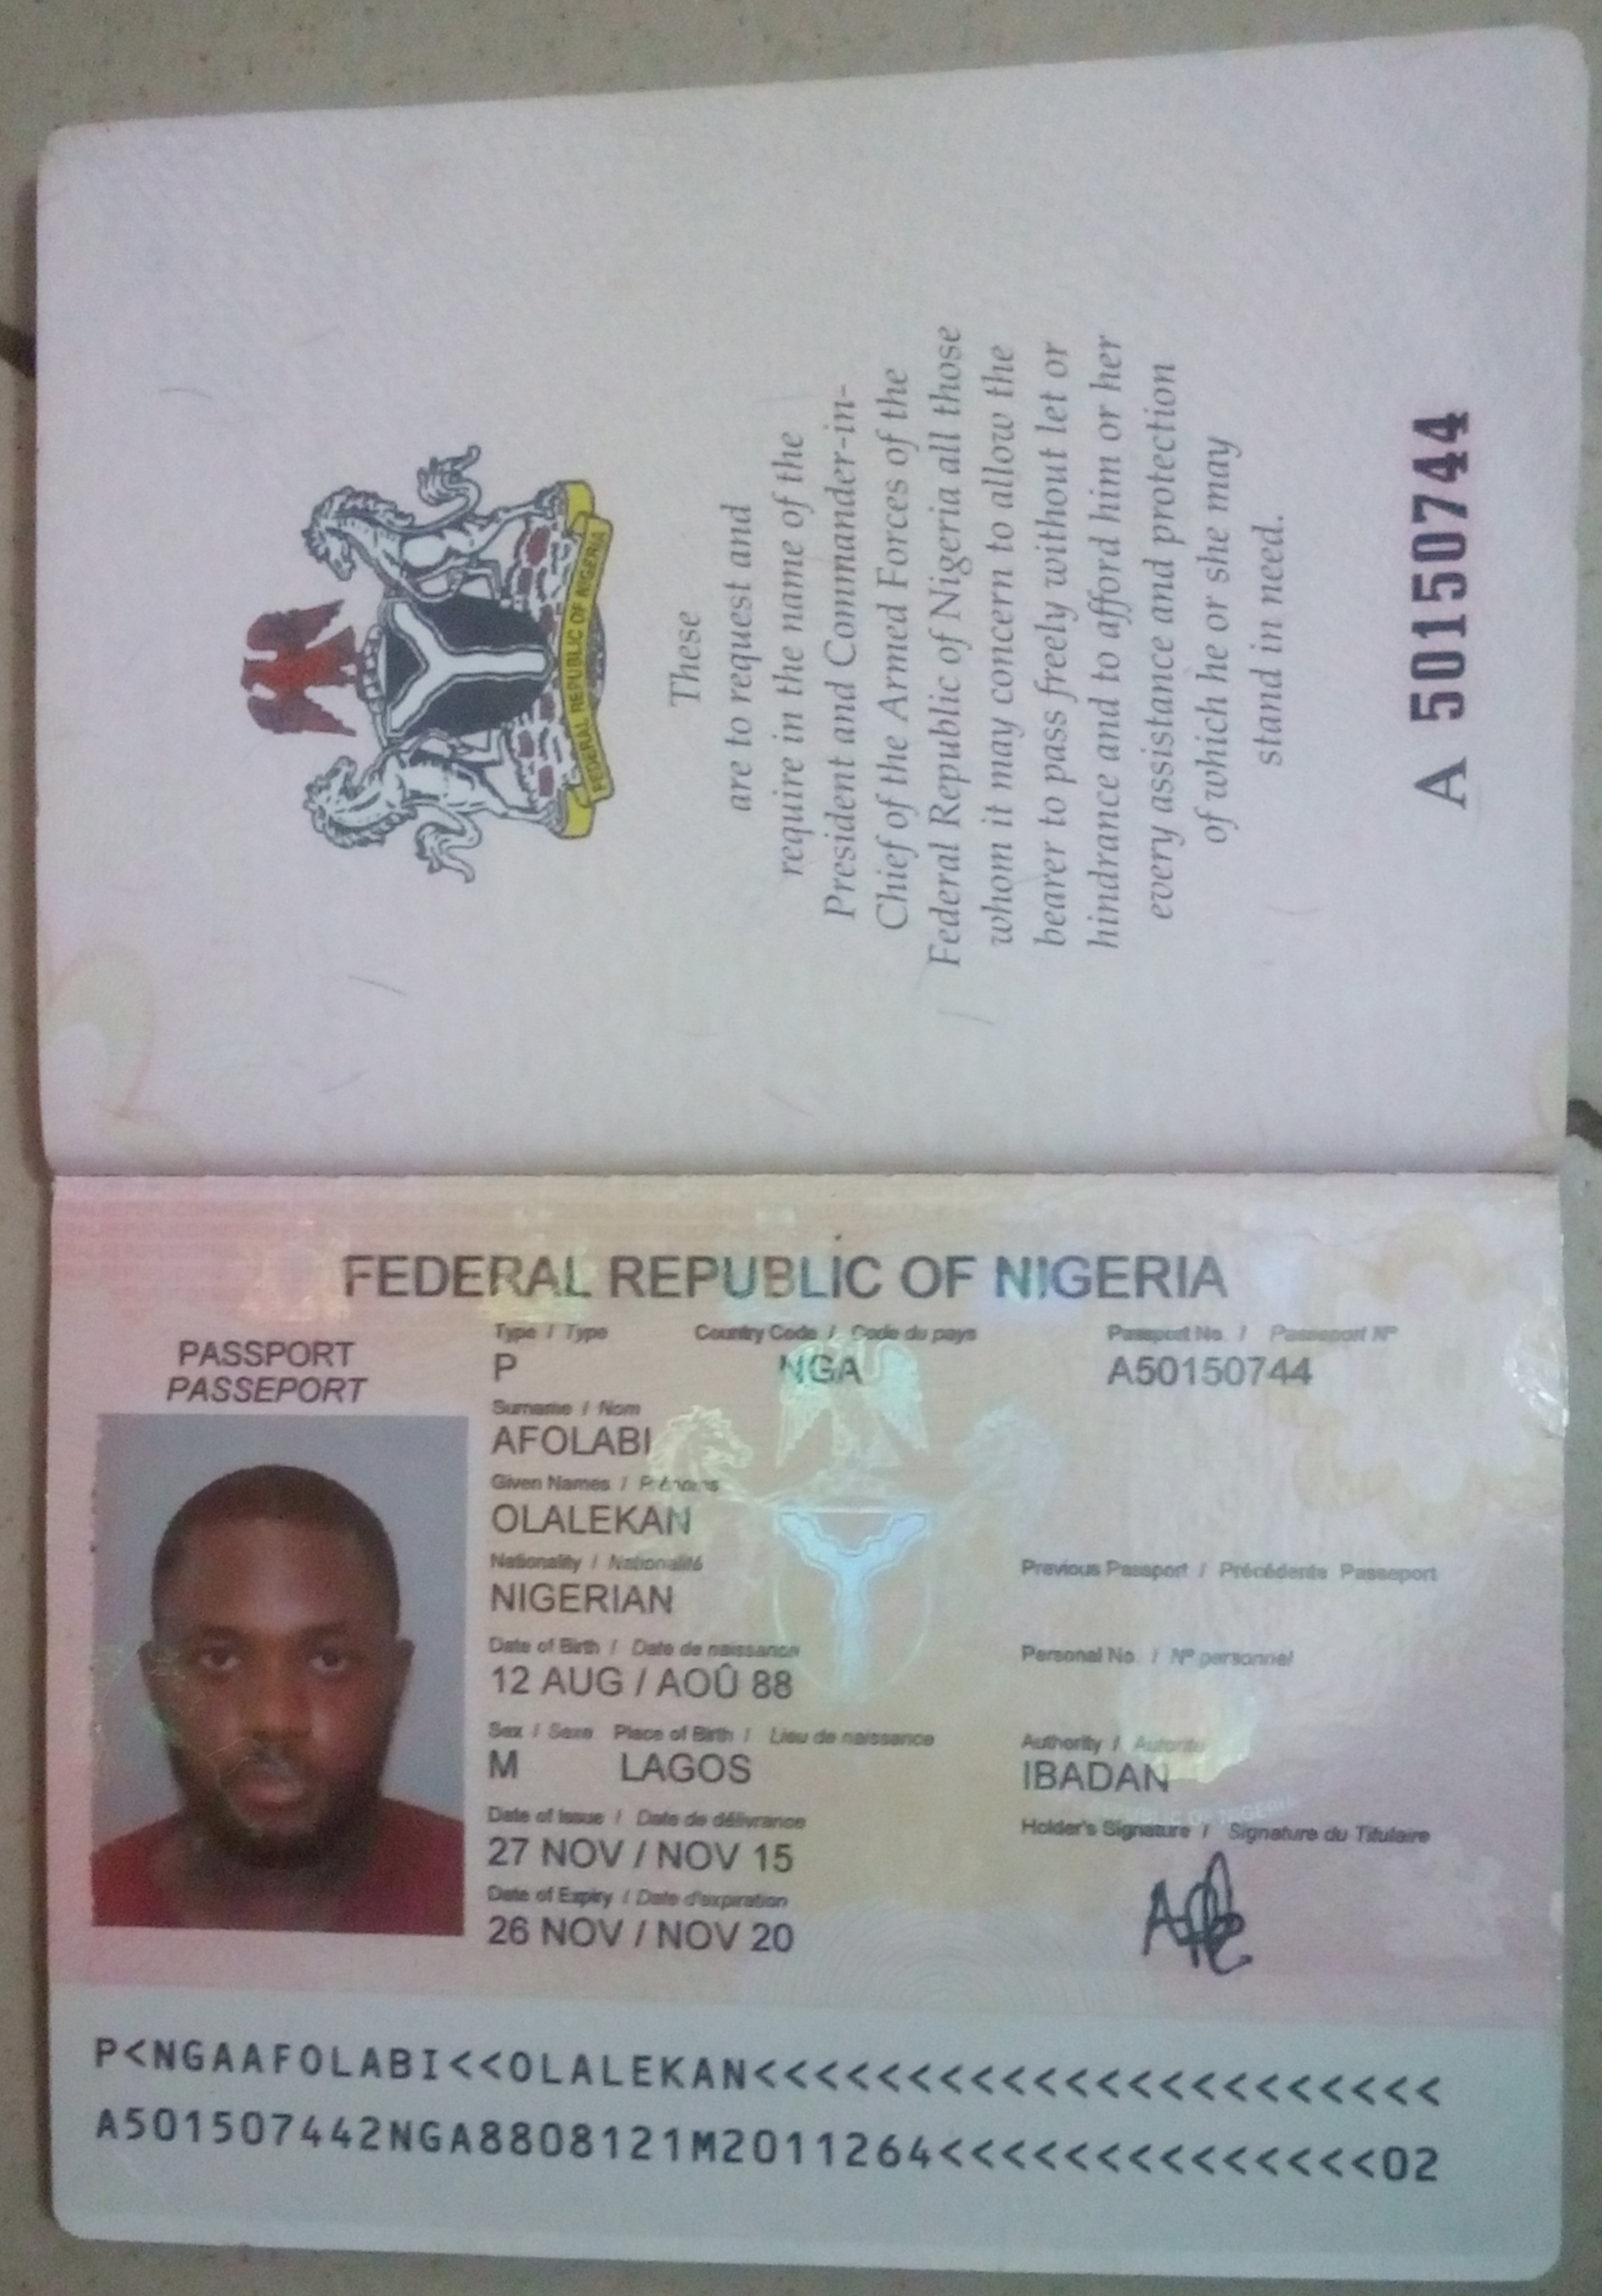 FEDERAL REPUBLIC OF NIGERIA
These
are to request and
require in the name of the
President and Commander-in-
Chief of the Armed Forces of the
Federal Republic of Nigeria all those
whom it may concern to allow the
bearer to pass freely without let or
hindrance and to afford him or her
every assistance and protection
of which he or she may
stand in need.
A 50150744
FEDERAL REPUBLIC OF NIGERIA
PASSPORT
PASSEPORT
Type / Type Country Code / Code du pays Passport No. / Passeport Nº
P NGA A50150744
Surname / Nom
AFOLABI
Given Names / Prénoms
OLALEKAN
Nationality / Nationalité
NIGERIAN
Previous Passport / Précédente Passeport
Date of Birth / Date de naissance
12 AUG / AOÛ 88
Personal No. / Nº personnel
Sex / Sexe Place of Birth / Lieu de naissance
M LAGOS
Authority / Autorité
IBADAN
Date of Issue / Date de délivrance
27 NOV / NOV 15
Holder's Signature / Signature du Titulaire
Date of Expiry / Date d'expiration
26 NOV / NOV 20
P<NGAAFOLABI<<OLALEKAN<<<<<<<<<<<<<<<<<<<<<<
A501507442NGA8808121M2011264<<<<<<<<<<<<<<02